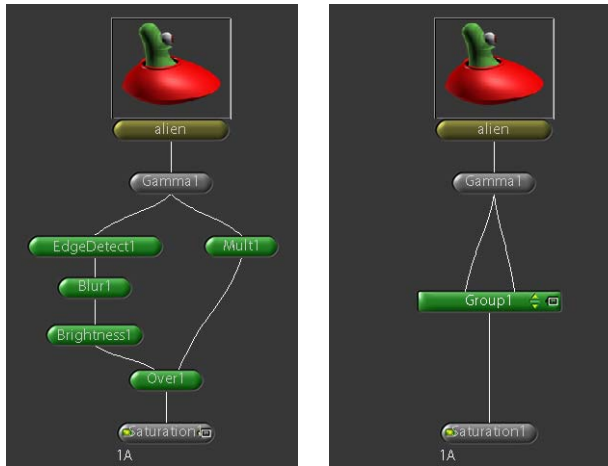 alien
Gamma1
EdgeDetect1
Mult1
Blur1
Brightness1
Over1
Saturation1
1A
alien
Gamma1
Group1
Saturation1
1A